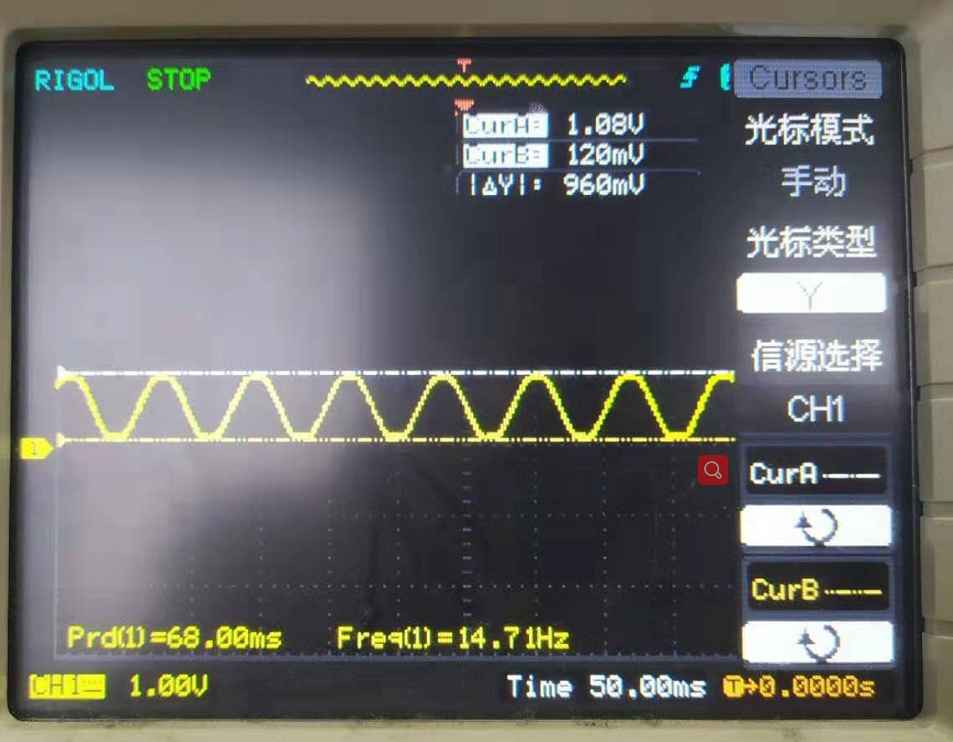 RIGOL STOP T Cursors
CurA= 1.08V
CurB= 120mV
|ΔY|: 960mV
光标模式
手动
光标类型
Y
信源选择
CH1
1
CurA
CurB
Prd(1)=68.00ms Freq(1)=14.71Hz
CH1 1.00V Time 50.00ms T→0.0000s